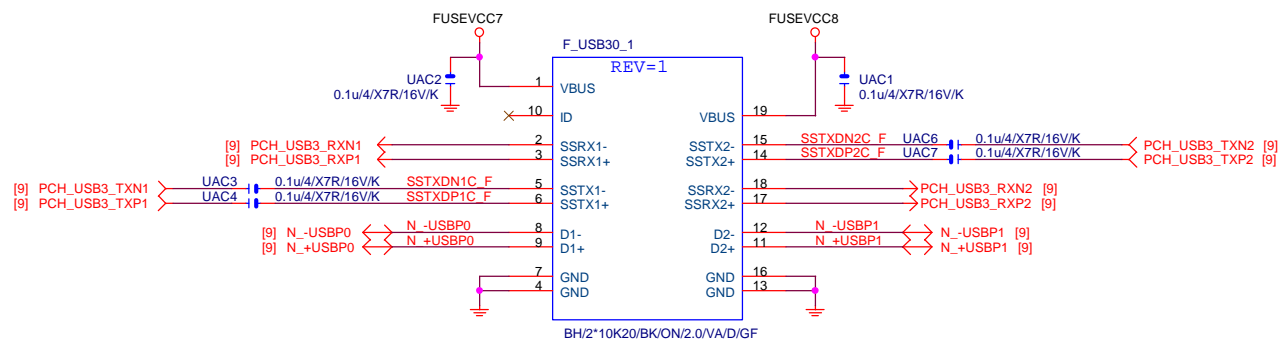 FUSEVCC7
FUSEVCC8
F_USB30_1
REV=1
UAC2
0.1u/4/X7R/16V/K
UAC1
0.1u/4/X7R/16V/K
1 VBUS
10 ID
VBUS 19
[9] PCH_USB3_RXN1 2 SSRX1-
[9] PCH_USB3_RXP1 3 SSRX1+
SSTX2- 15 SSTXDN2C_F UAC6 0.1u/4/X7R/16V/K PCH_USB3_TXN2 [9]
SSTX2+ 14 SSTXDP2C_F UAC7 0.1u/4/X7R/16V/K PCH_USB3_TXP2 [9]
[9] PCH_USB3_TXN1 UAC3 0.1u/4/X7R/16V/K SSTXDN1C_F 5 SSTX1-
[9] PCH_USB3_TXP1 UAC4 0.1u/4/X7R/16V/K SSTXDP1C_F 6 SSTX1+
SSRX2- 18 PCH_USB3_RXN2 [9]
SSRX2+ 17 PCH_USB3_RXP2 [9]
[9] N_-USBP0 N_-USBP0 8 D1-
[9] N_+USBP0 N_+USBP0 9 D1+
D2- 12 N_-USBP1 N_-USBP1 [9]
D2+ 11 N_+USBP1 N_+USBP1 [9]
7 GND
4 GND
GND 16
GND 13
BH/2*10K20/BK/ON/2.0/VA/D/GF